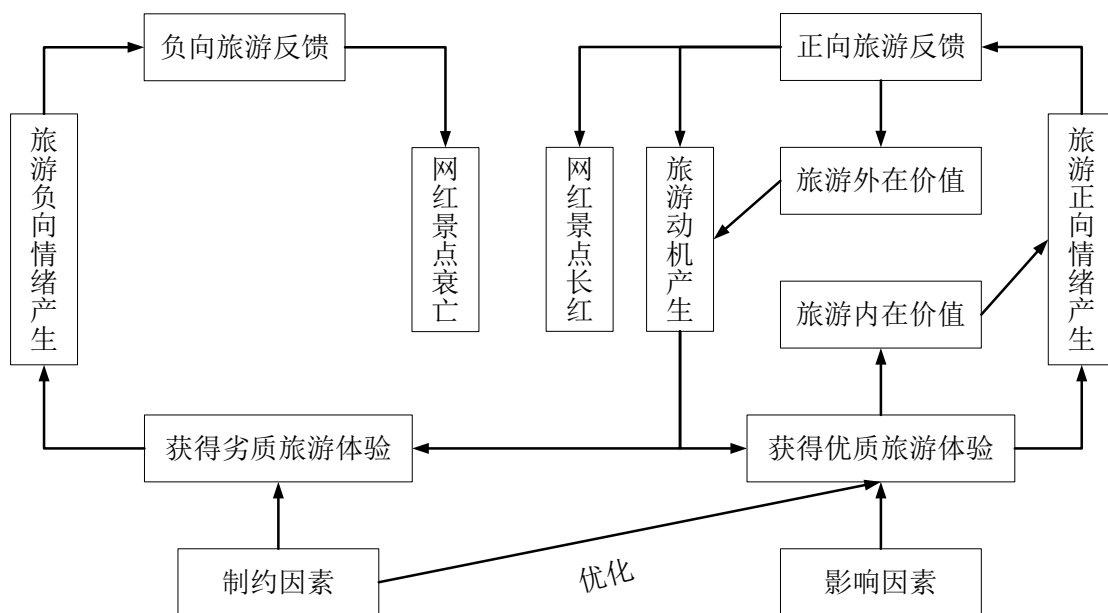 负向旅游反馈
正向旅游反馈
旅游负向情绪产生
网红景点衰亡
网红景点长红
旅游动机产生
旅游外在价值
旅游正向情绪产生
旅游内在价值
获得劣质旅游体验
获得优质旅游体验
制约因素
优化
影响因素